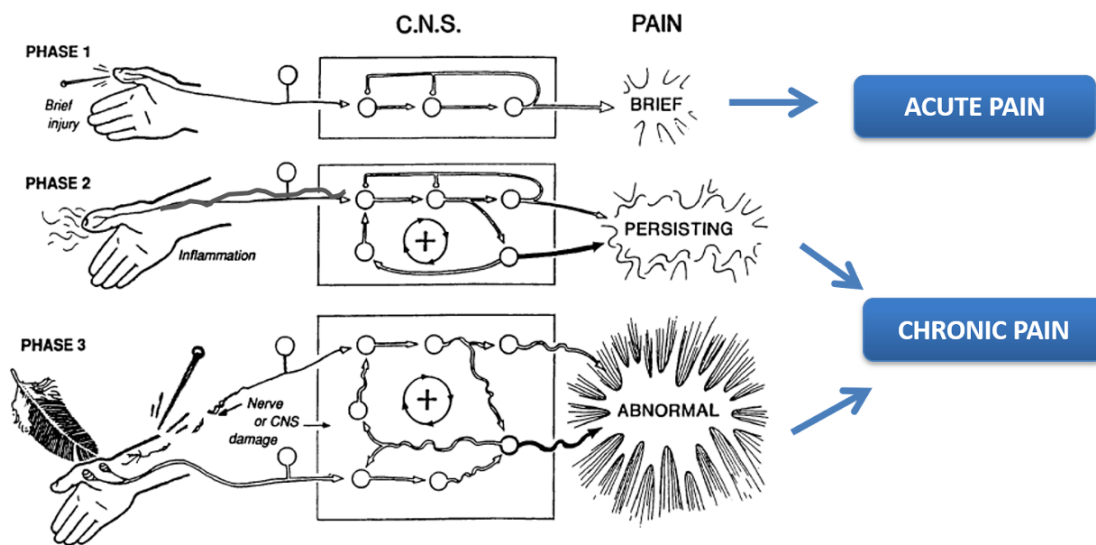 C.N.S.
PAIN
PHASE 1
Brief
injury
BRIEF
ACUTE PAIN
PHASE 2
Inflammation
+
PERSISTING
CHRONIC PAIN
PHASE 3
Nerve
or CNS
damage
+
ABNORMAL